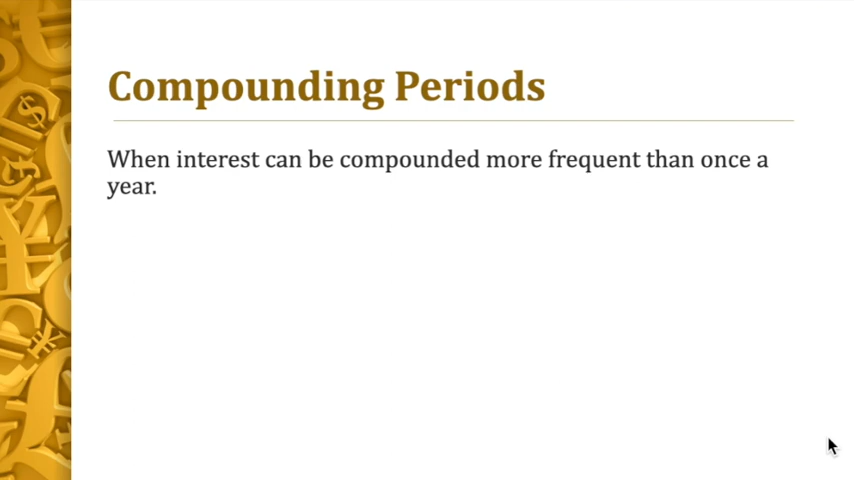 Compounding Periods
When interest can be compounded more frequent than once a
year.